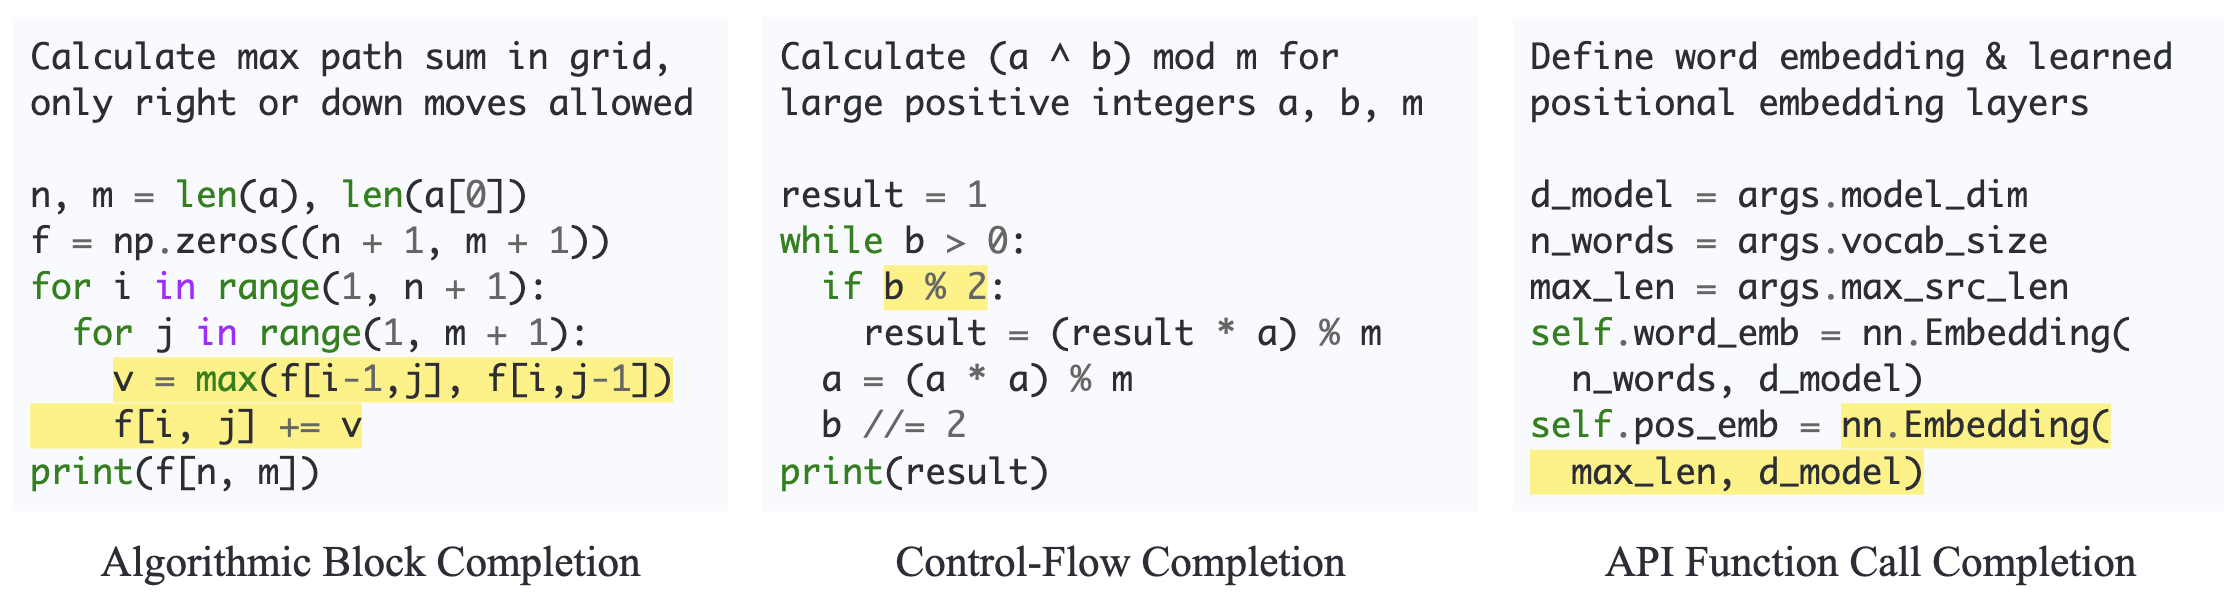 Calculate max path sum in grid,
only right or down moves allowed
n, m = len(a), len(a[0])
f = np.zeros((n + 1, m + 1))
for i in range(1, n + 1):
  for j in range(1, m + 1):
    v = max(f[i-1,j], f[i,j-1])
    f[i, j] += v
print(f[n, m])
Algorithmic Block Completion
Calculate (a ^ b) mod m for
large positive integers a, b, m
result = 1
while b > 0:
  if b % 2:
    result = (result * a) % m
  a = (a * a) % m
  b //= 2
print(result)
Control-Flow Completion
Define word embedding & learned
positional embedding layers
d_model = args.model_dim
n_words = args.vocab_size
max_len = args.max_src_len
self.word_emb = nn.Embedding(
  n_words, d_model)
self.pos_emb = nn.Embedding(
  max_len, d_model)
API Function Call Completion